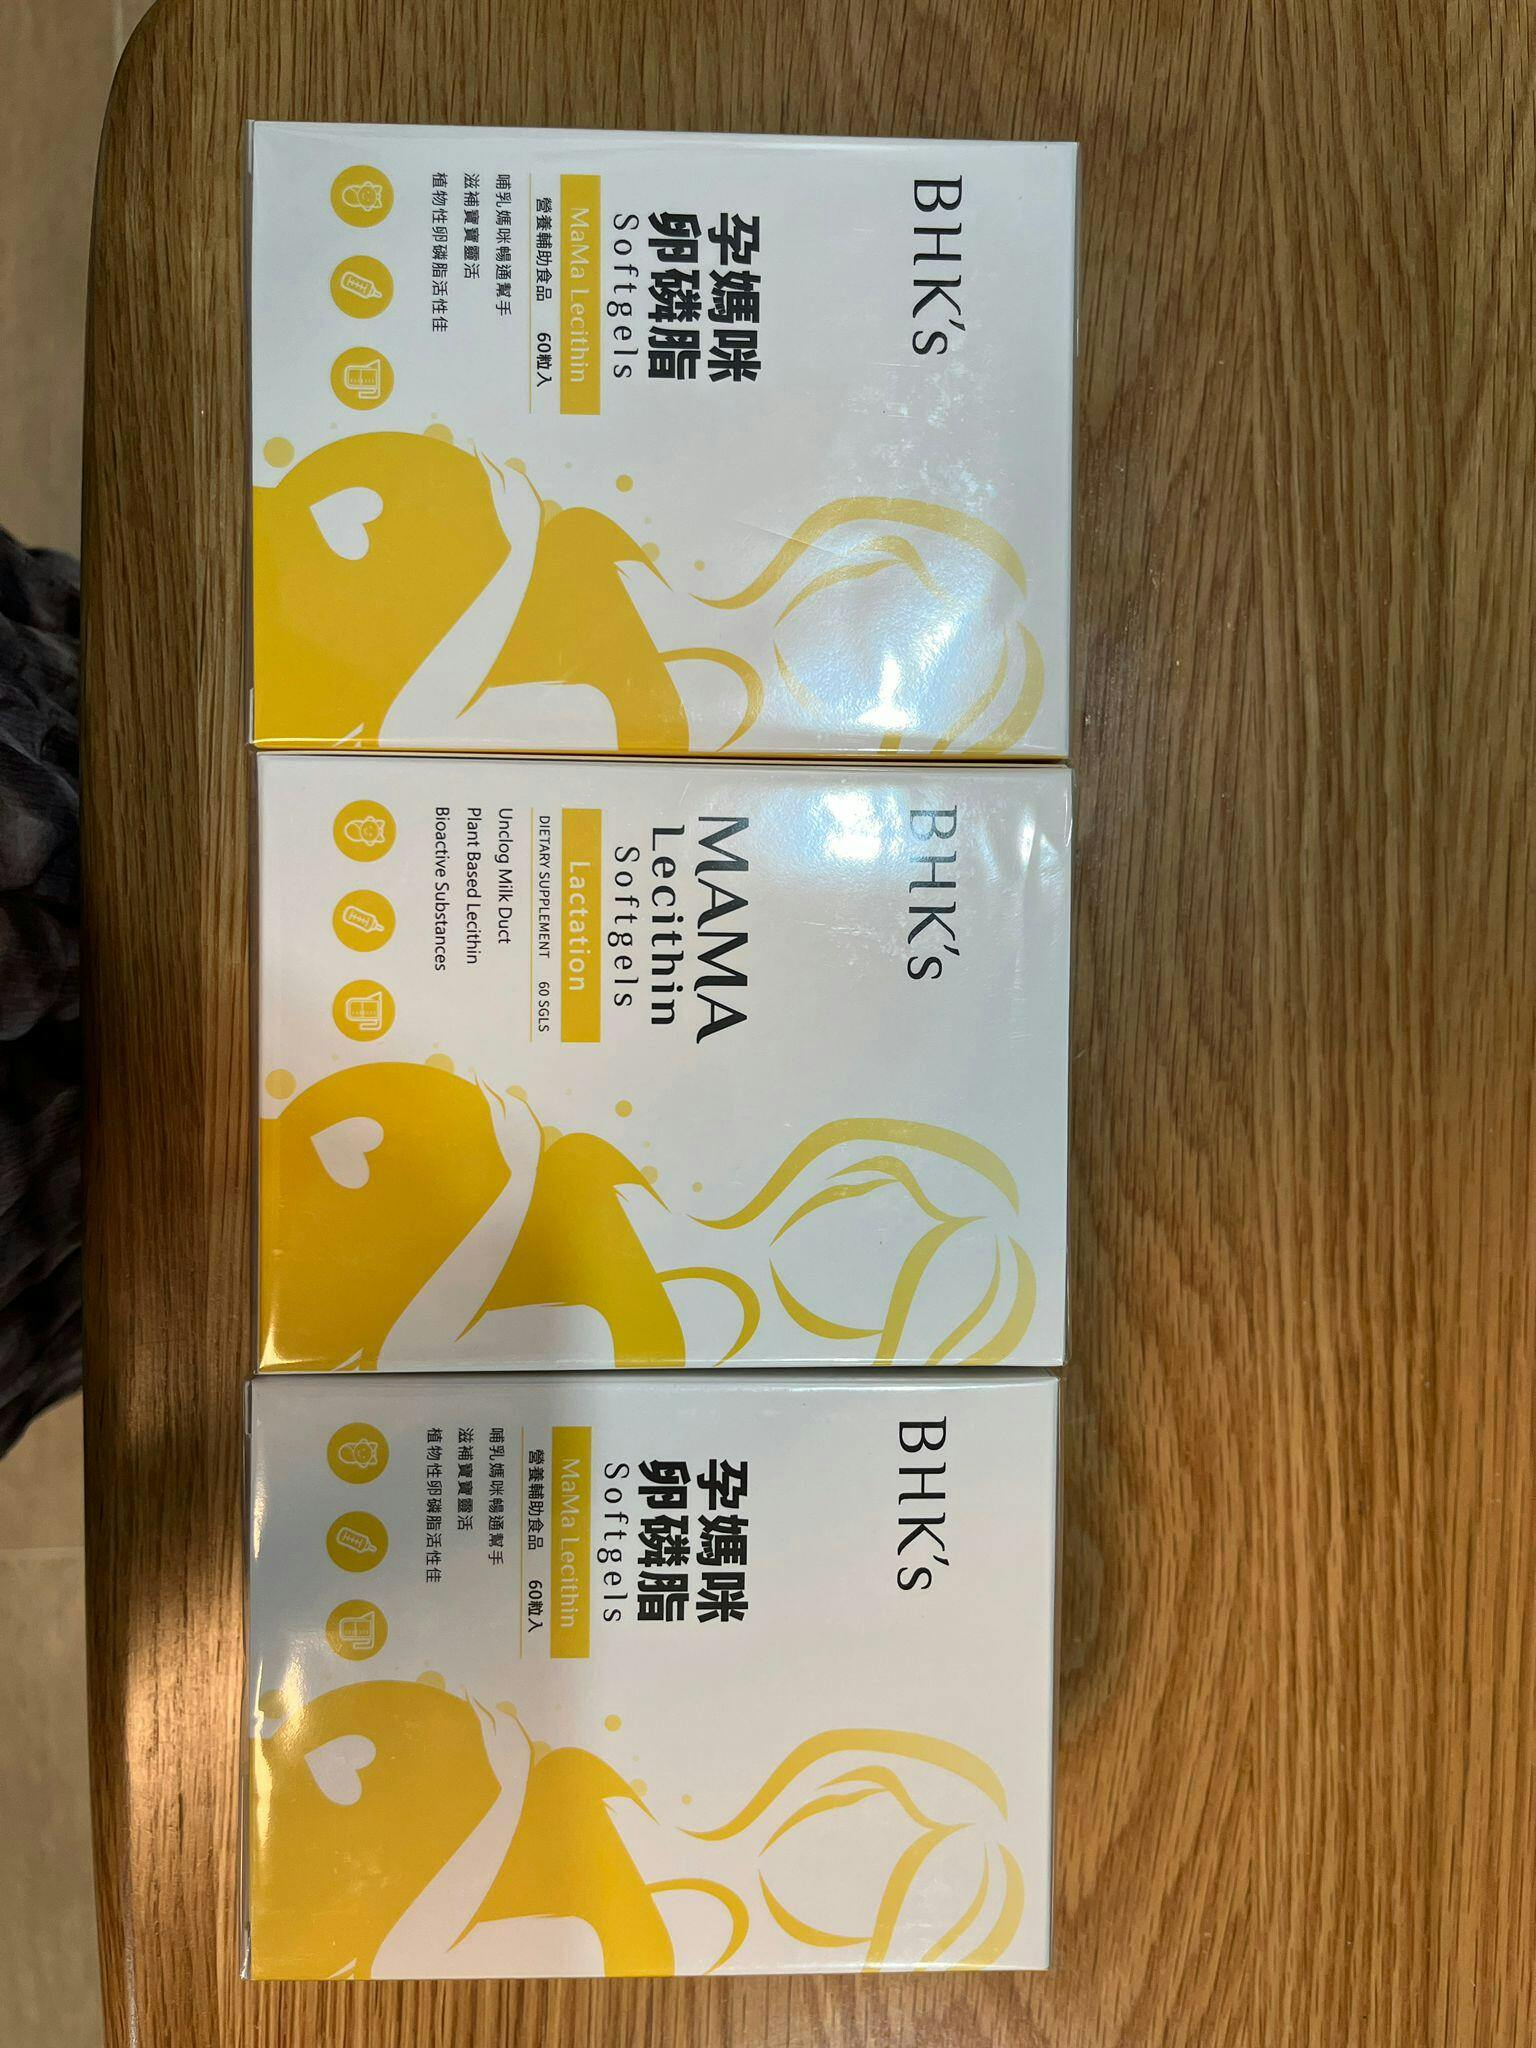 BHK's
孕媽咪
卵磷脂
Softgels
MaMa Lecithin
營養輔助食品 60粒入
哺乳媽咪暢通幫手
滋補寶寶靈活
植物性卵磷脂活性佳
BHK's
MAMA
Lecithin
Softgels
Lactation
DIETARY SUPPLEMENT 60 SGLS
Unclog Milk Duct
Plant Based Lecithin
Bioactive Substances
BHK's
孕媽咪
卵磷脂
Softgels
MaMa Lecithin
營養輔助食品 60粒入
哺乳媽咪暢通幫手
滋補寶寶靈活
植物性卵磷脂活性佳